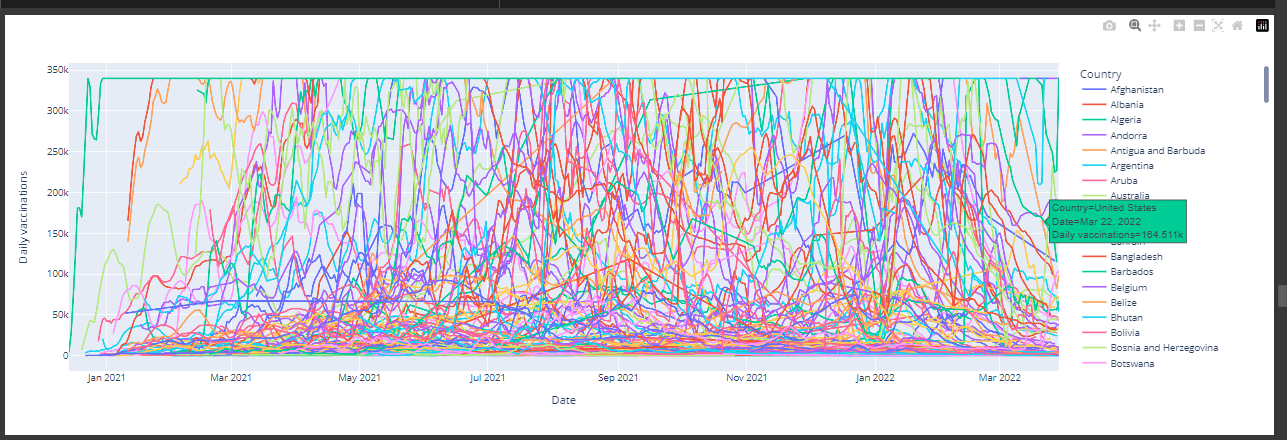 350k
300k
250k
200k
150k
100k
50k
0
Daily vaccinations
Jan 2021
Mar 2021
May 2021
Jul 2021
Sep 2021
Nov 2021
Jan 2022
Mar 2022
Date
Country
Afghanistan
Albania
Algeria
Andorra
Antigua and Barbuda
Argentina
Aruba
Australia
Country=United States
Date=Mar 22, 2022
Daily vaccinations=164.511k
Bahrain
Bangladesh
Barbados
Belgium
Belize
Bhutan
Bolivia
Bosnia and Herzegovina
Botswana